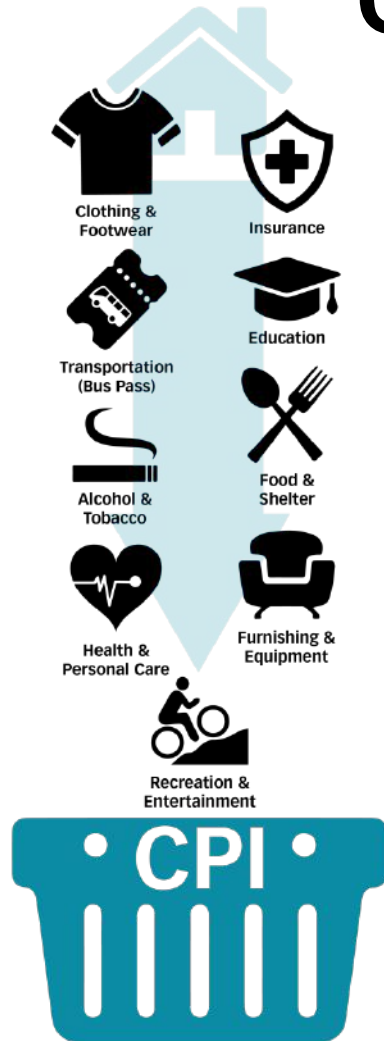 Clothing &
Footwear
Insurance
Transportation
(Bus Pass)
Education
Alcohol &
Tobacco
Food &
Shelter
Health &
Personal Care
Furnishing &
Equipment
Recreation &
Entertainment
CPI